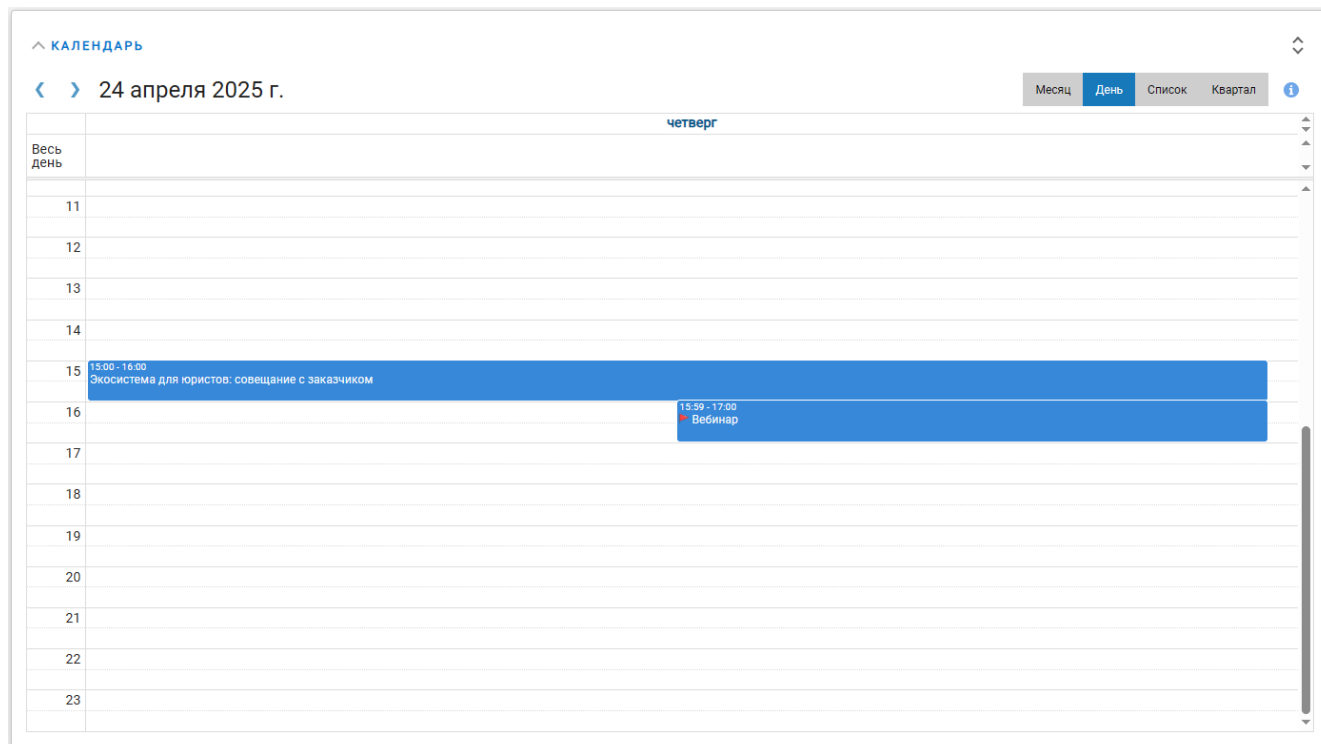 КАЛЕНДАРЬ
24 апреля 2025 г.
Месяц День Список Квартал
четверг
Весь
день
11
12
13
14
15
15:00 - 16:00
Экосистема для юристов: совещание с заказчиком
16
15:59 - 17:00
Вебинар
17
18
19
20
21
22
23